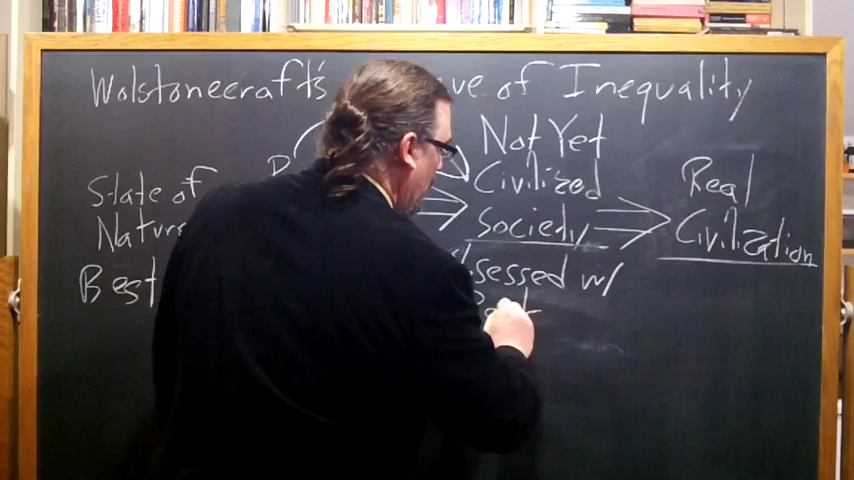 Wolstonecraft's ve of Inequality
Not Yet
State of Civilized Real
Nature Society Civilization
Best sessed w/